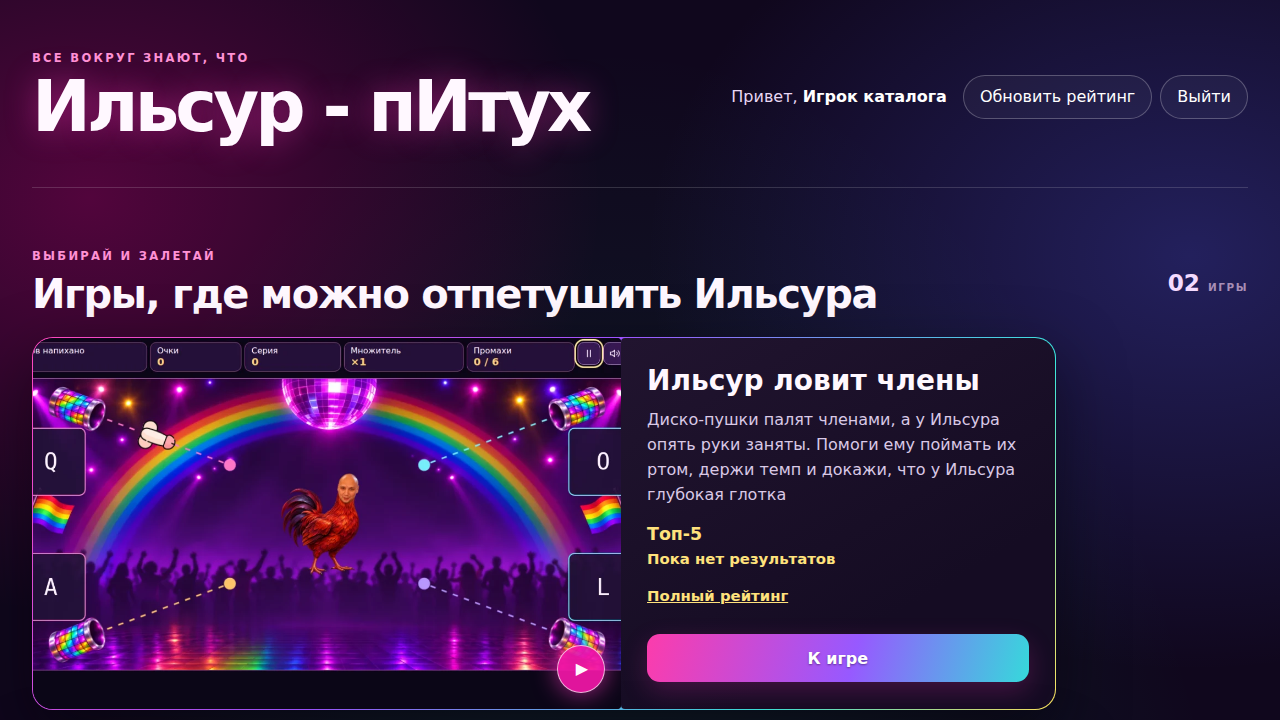 ВСЕ ВОКРУГ ЗНАЮТ, ЧТО
Ильсур - пИтух
Привет, Игрок каталога
Обновить рейтинг
Выйти
ВЫБИРАЙ И ЗАЛЕТАЙ
Игры, где можно отпетушить Ильсура
02 ИГРЫ
в напихано
Очки
0
Серия
0
Множитель
×1
Промахи
0 / 6
Q
O
A
L
Ильсур ловит члены
Диско-пушки палят членами, а у Ильсура
опять руки заняты. Помоги ему поймать их
ртом, держи темп и докажи, что у Ильсура
глубокая глотка
Топ-5
Пока нет результатов
Полный рейтинг
К игре